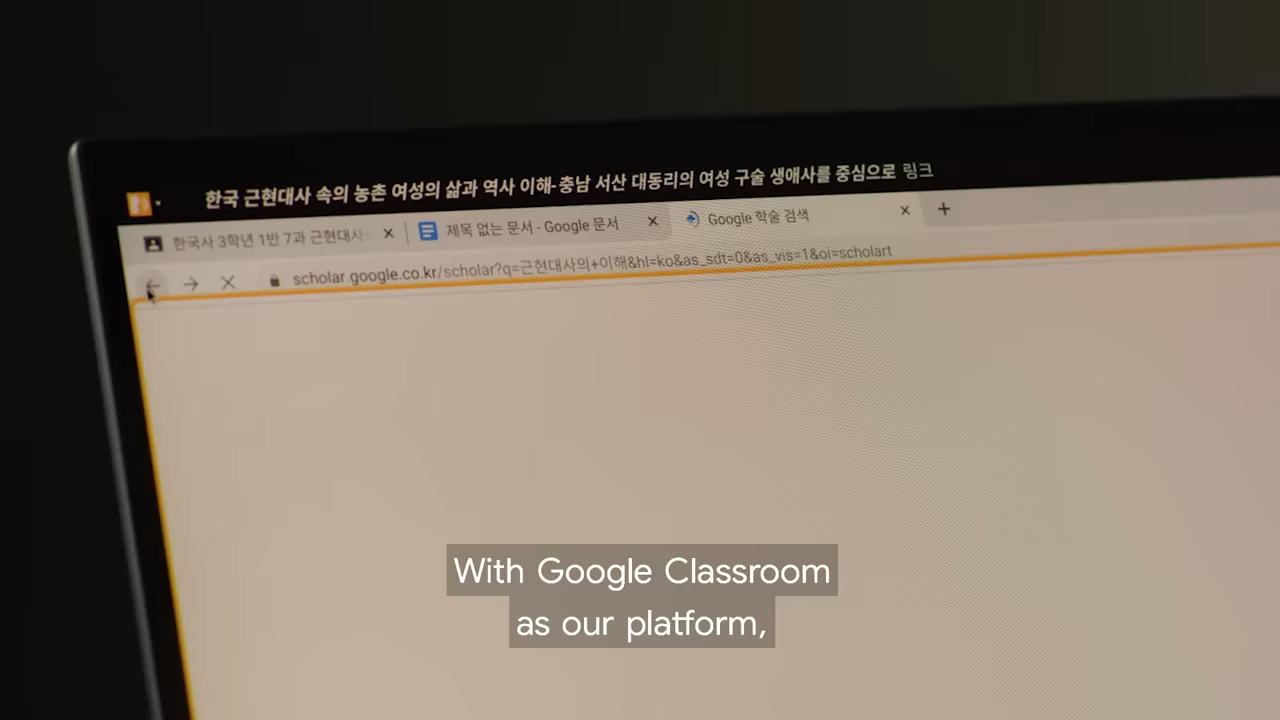 한국 근현대사 속의 농촌 여성의 삶과 역사 이해-충남 서산 대동리의 여성 구술 생애사를 중심으로 링크
한국사 3학년 1반 7과 근현대사
제목 없는 문서 - Google 문서
Google 학술 검색
scholar.google.co.kr/scholar?q=근현대사의+이해&hl=ko&as_sdt=0&as_vis=1&oi=scholart
With Google Classroom
as our platform,